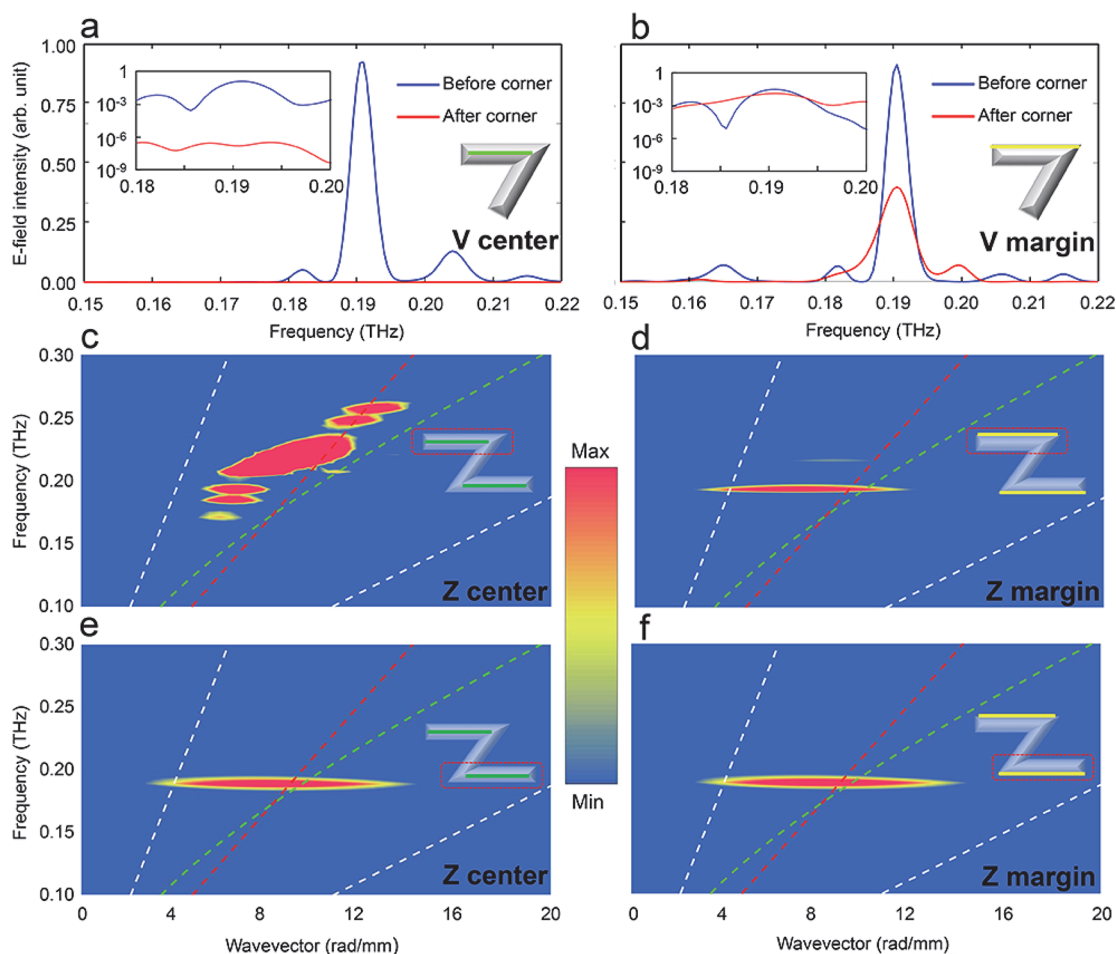 a
b
E-field intensity (arb. unit)
1.00
0.75
0.50
0.25
0.00
1
10-3
10-6
10-9
0.18 0.19 0.20
Before corner
After corner
V center
0.15 0.16 0.17 0.18 0.19 0.20 0.21 0.22
Frequency (THz)
1
10-3
10-6
10-9
0.18 0.19 0.20
Before corner
After corner
V margin
0.15 0.16 0.17 0.18 0.19 0.20 0.21 0.22
Frequency (THz)
c
d
Frequency (THz)
0.30
0.25
0.20
0.15
0.10
Z center
Max
Min
Z margin
e
f
Frequency (THz)
0.30
0.25
0.20
0.15
0.10
Z center
Z margin
0 4 8 12 16 20
Wavevector (rad/mm)
0 4 8 12 16 20
Wavevector (rad/mm)